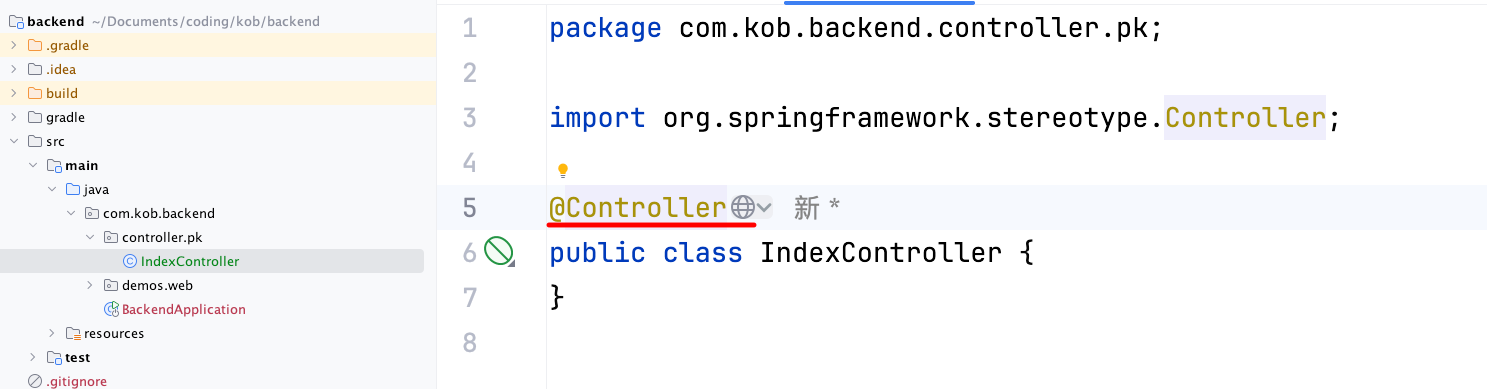 backend ~/Documents/coding/kob/backend
.gradle
.idea
build
gradle
src
main
java
com.kob.backend
controller.pk
IndexController
demos.web
BackendApplication
resources
test
.gitignore
1 package com.kob.backend.controller.pk;
2
3 import org.springframework.stereotype.Controller;
4
5 @Controller 新 *
6 public class IndexController {
7 }
8